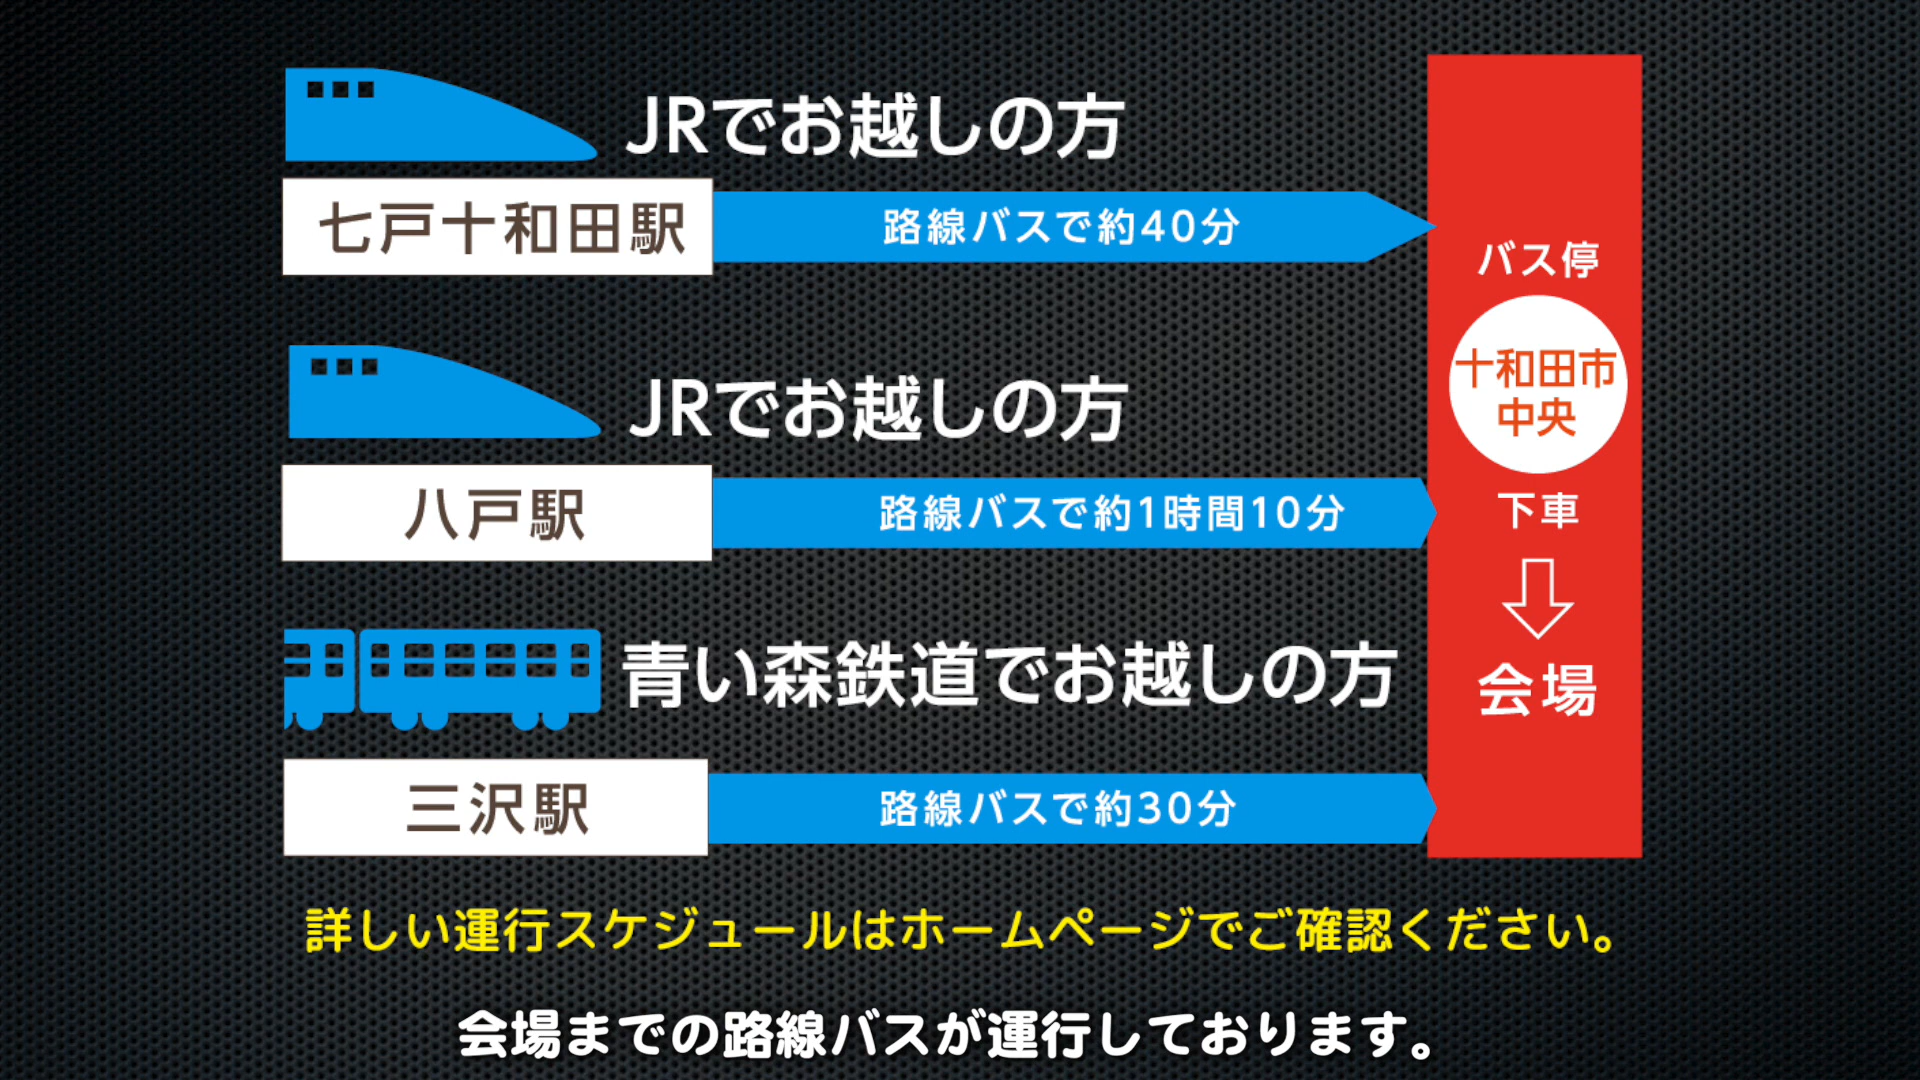 JRでお越しの方
七戸十和田駅
路線バスで約40分
JRでお越しの方
八戸駅
路線バスで約1時間10分
青い森鉄道でお越しの方
三沢駅
路線バスで約30分
バス停
十和田市
中央
下車
会場
詳しい運行スケジュールはホームページでご確認ください。
会場までの路線バスが運行しております。